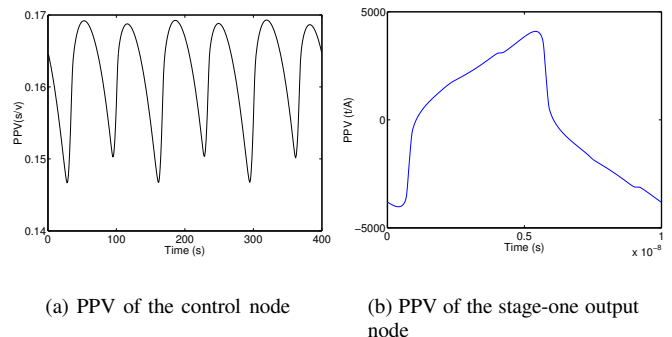 0.17
0.16
0.15
0.14
PPV(s/v)
0 100 200 300 400
Time (s)
(a) PPV of the control node
5000
0
−5000
PPV (t/A)
0 0.5 1
Time (s)
x 10⁻⁸
(b) PPV of the stage-one output
node